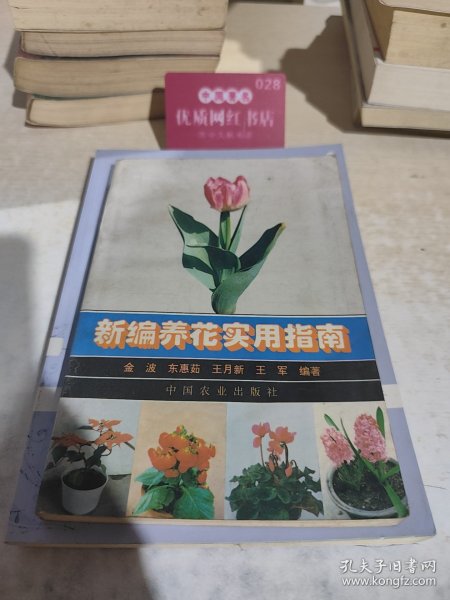 028
优质网红书店
新编养花实用指南
金波 东惠茹 王月新 王军 编著
中国农业出版社
孔夫子旧书网
www.kongfz.com